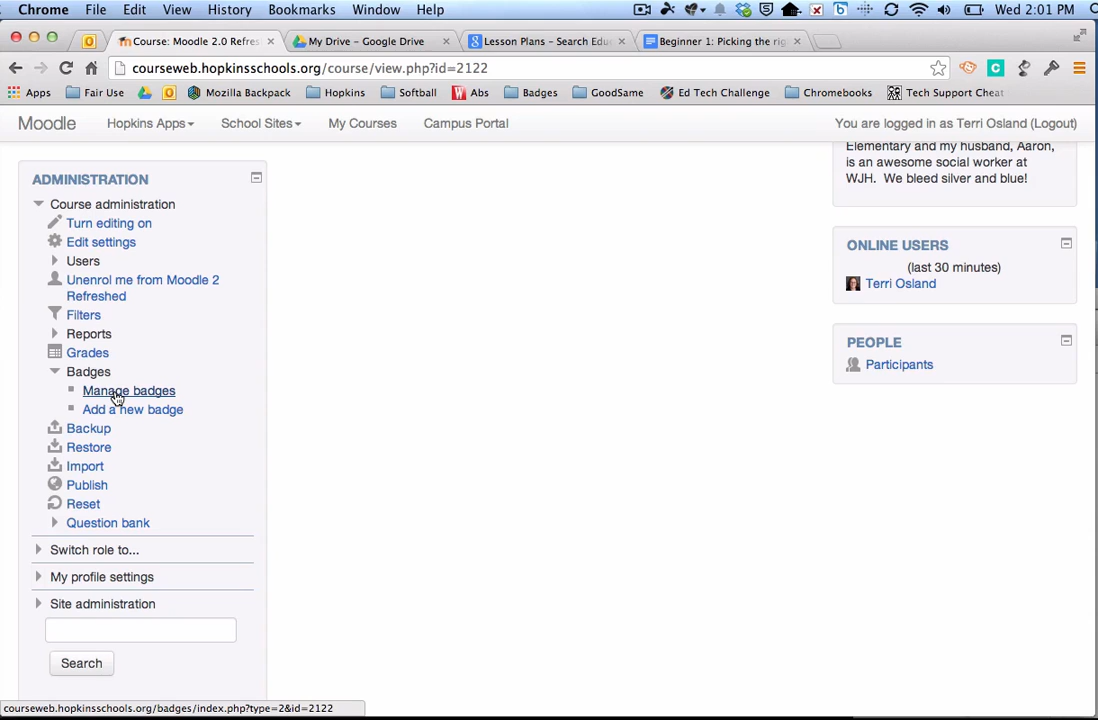 Chrome File Edit View History Bookmarks Window Help Wed 2:01 PM
Course: Moodle 2.0 Refres My Drive – Google Drive Lesson Plans – Search Edu Beginner 1: Picking the rig
courseweb.hopkinsschools.org/course/view.php?id=2122
Apps Fair Use Mozilla Backpack Hopkins Softball Abs Badges GoodSame Ed Tech Challenge Chromebooks Tech Support Cheat
Moodle Hopkins Apps School Sites My Courses Campus Portal You are logged in as Terri Osland (Logout)
ADMINISTRATION
Course administration
Turn editing on
Edit settings
Users
Unenrol me from Moodle 2
Refreshed
Filters
Reports
Grades
Badges
Manage badges
Add a new badge
Backup
Restore
Import
Publish
Reset
Question bank
Switch role to...
My profile settings
Site administration
Search
Elementary and my husband, Aaron,
is an awesome social worker at
WJH. We bleed silver and blue!
ONLINE USERS
(last 30 minutes)
Terri Osland
PEOPLE
Participants
courseweb.hopkinsschools.org/badges/index.php?type=2&id=2122